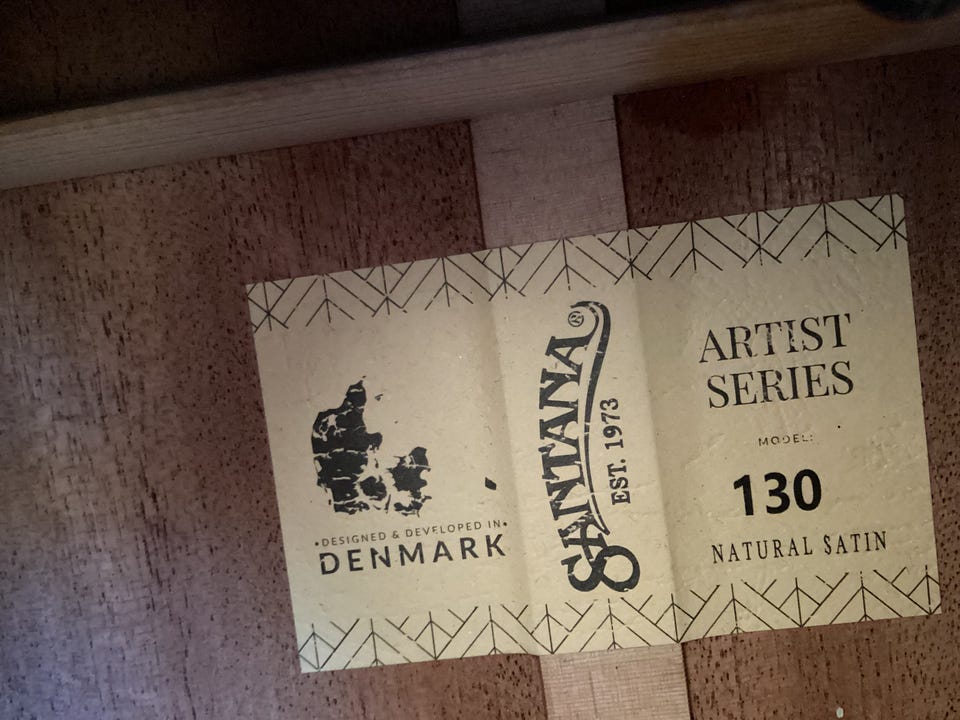 •DESIGNED & DEVELOPED IN•
DENMARK
SANTANA®
EST. 1973
ARTIST
SERIES
MODEL:
130
NATURAL SATIN